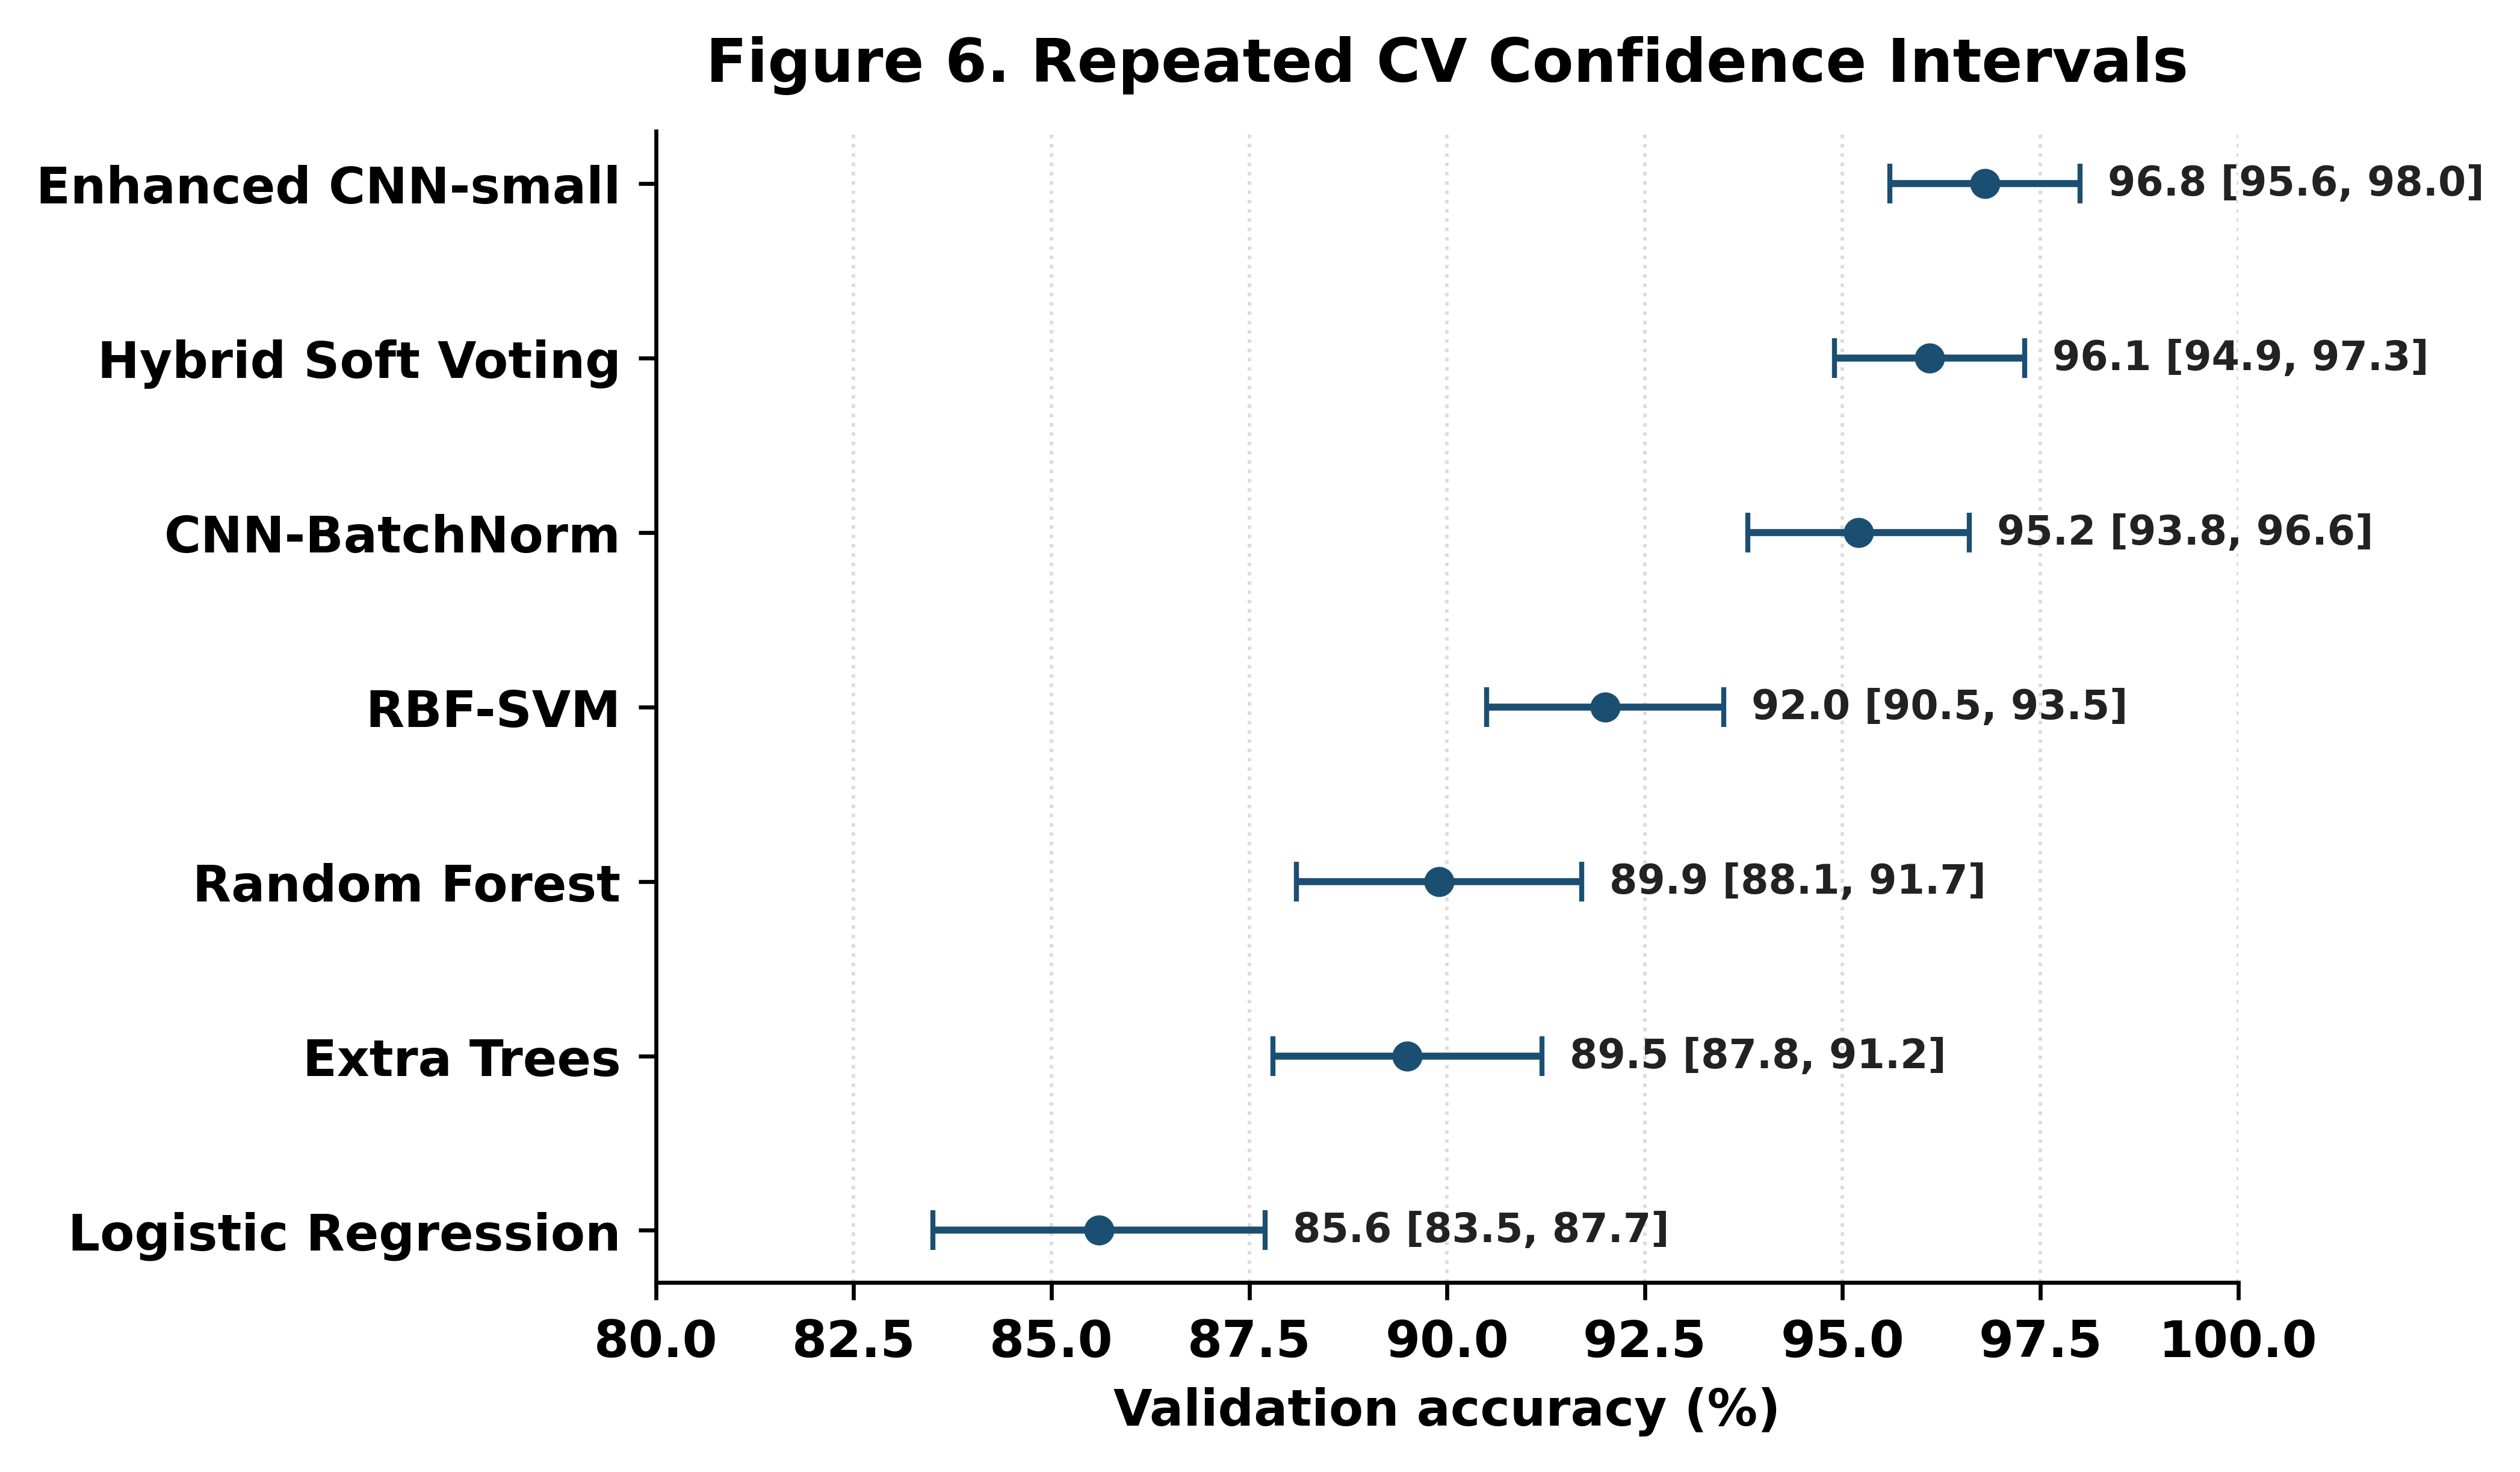 Figure 6. Repeated CV Confidence Intervals
Enhanced CNN-small
96.8 [95.6, 98.0]
Hybrid Soft Voting
96.1 [94.9, 97.3]
CNN-BatchNorm
95.2 [93.8, 96.6]
RBF-SVM
92.0 [90.5, 93.5]
Random Forest
89.9 [88.1, 91.7]
Extra Trees
89.5 [87.8, 91.2]
Logistic Regression
85.6 [83.5, 87.7]
80.0 82.5 85.0 87.5 90.0 92.5 95.0 97.5 100.0
Validation accuracy (%)